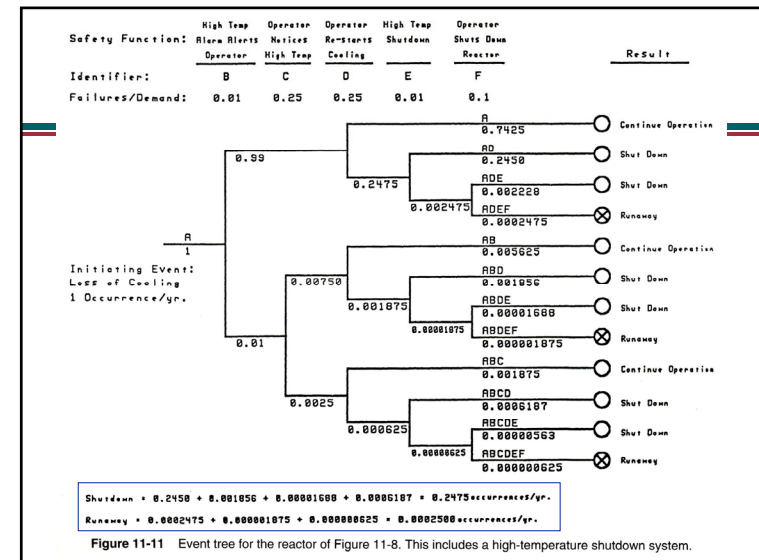 High Temp Operator Operator High Temp Operator
Safety Function: Alarm Alerts Notices Re-Starts Shutdown Shuts Down
Operator High Temp Cooling Reactor Result
Identifier: B C D E F
Failures/Demand: 0.01 0.25 0.25 0.01 0.1
A
0.7425 Continue Operation
0.99
AD
0.2450 Shut Down
0.2475
ADE
0.002228 Shut Down
0.002475
ADEF
0.0002475 Runaway
A
1
Initiating Event:
Loss of Cooling
1 Occurrence/yr.
AB
0.005625 Continue Operation
0.00750
ABD
0.001856 Shut Down
0.001875
ABDE
0.00001688 Shut Down
0.00001875
ABDEF
0.000001875 Runaway
0.01
ABC
0.001875 Continue Operation
0.0025
ABCD
0.0006187 Shut Down
0.000625
ABCDE
0.00000563 Shut Down
0.00000625
ABCDEF
0.000000625 Runaway
Shutdown = 0.2450 + 0.001856 + 0.00001688 + 0.0006187 = 0.2475 occurrences/yr.
Runaway = 0.0002475 + 0.000001875 + 0.000000625 = 0.0002500 occurrences/yr.
Figure 11-11 Event tree for the reactor of Figure 11-8. This includes a high-temperature shutdown system.